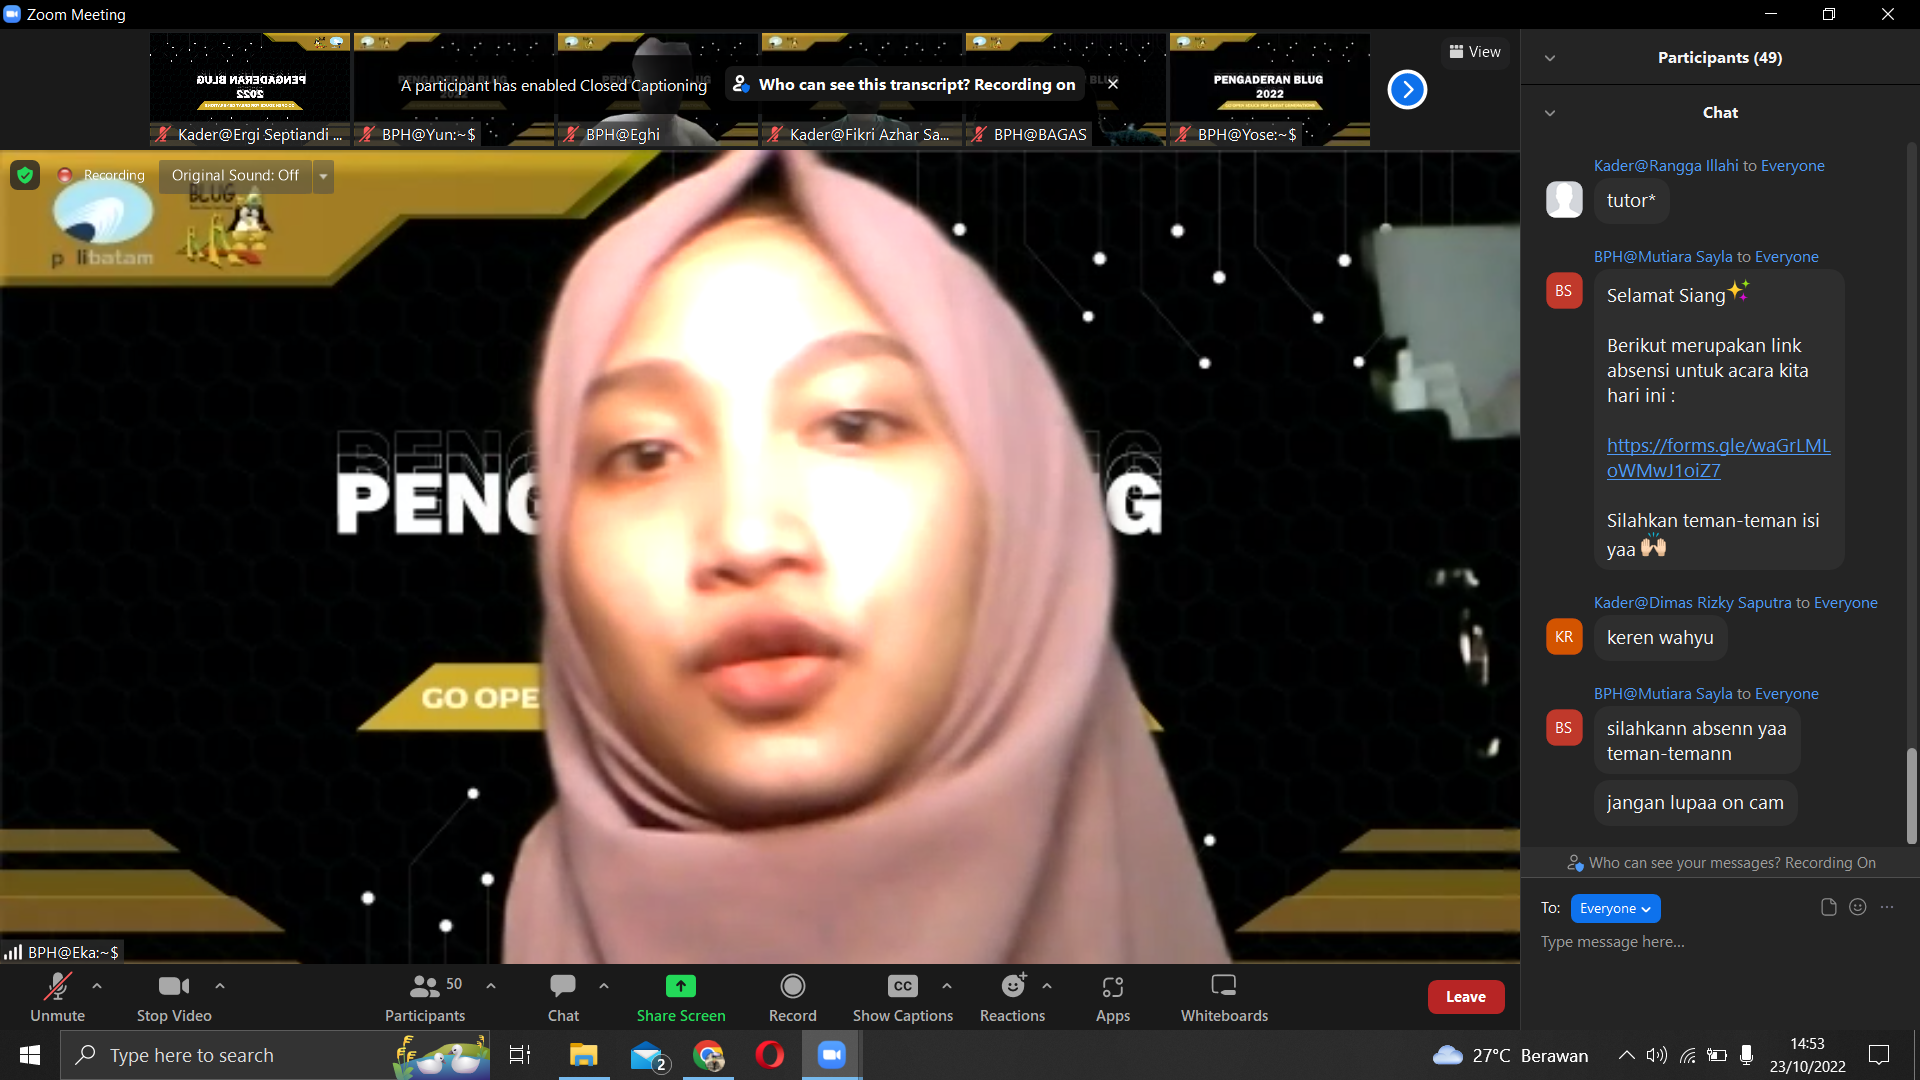 Zoom Meeting
PENGADERAN BLUG
2022
Kader@Ergi Septiandi ...
BPH@Yun:~$
BPH@Eghi
Kader@Fikri Azhar Sa...
BPH@BAGAS
PENGADERAN BLUG
2022
BPH@Yose:~$
A participant has enabled Closed Captioning
Who can see this transcript? Recording on
View
Recording
Original Sound: Off
BLUG
p libatam
PENG
G
GO OPE
BPH@Eka:~$
Participants (49)
Chat
Kader@Rangga Illahi to Everyone
tutor*
BPH@Mutiara Sayla to Everyone
BS
Selamat Siang✨
Berikut merupakan link
absensi untuk acara kita
hari ini :
https://forms.gle/waGrLML
oWMwJ1oiZ7
Silahkan teman-teman isi
yaa 🙌🏻
Kader@Dimas Rizky Saputra to Everyone
KR
keren wahyu
BPH@Mutiara Sayla to Everyone
BS
silahkann absenn yaa
teman-temann
jangan lupaa on cam
Who can see your messages? Recording On
To: Everyone
Type message here...
Unmute
Stop Video
50
Participants
Chat
Share Screen
Record
CC
Show Captions
Reactions
Apps
Whiteboards
Leave
Type here to search
2
27°C Berawan
14:53
23/10/2022